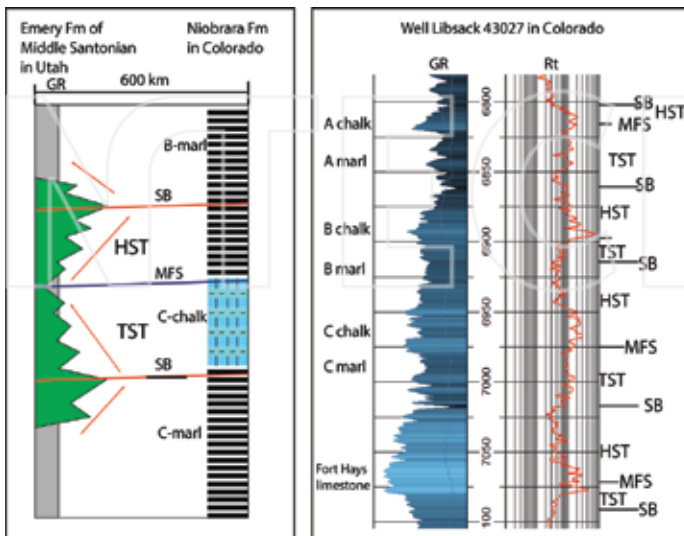 Emery Fm of
Middle Santonian
in Utah
Niobrara Fm
in Colorado
GR
600 km
B-marl
SB
HST
MFS
C-chalk
TST
SB
C-marl
Well Libsack 43027 in Colorado
GR
Rt
A chalk
A marl
B chalk
B marl
C chalk
C marl
Fort Hays
limestone
6850
6900
6950
7000
7050
SB
HST
MFS
TST
SB
HST
TST
SB
HST
MFS
TST
SB
HST
MFS
TST
SB